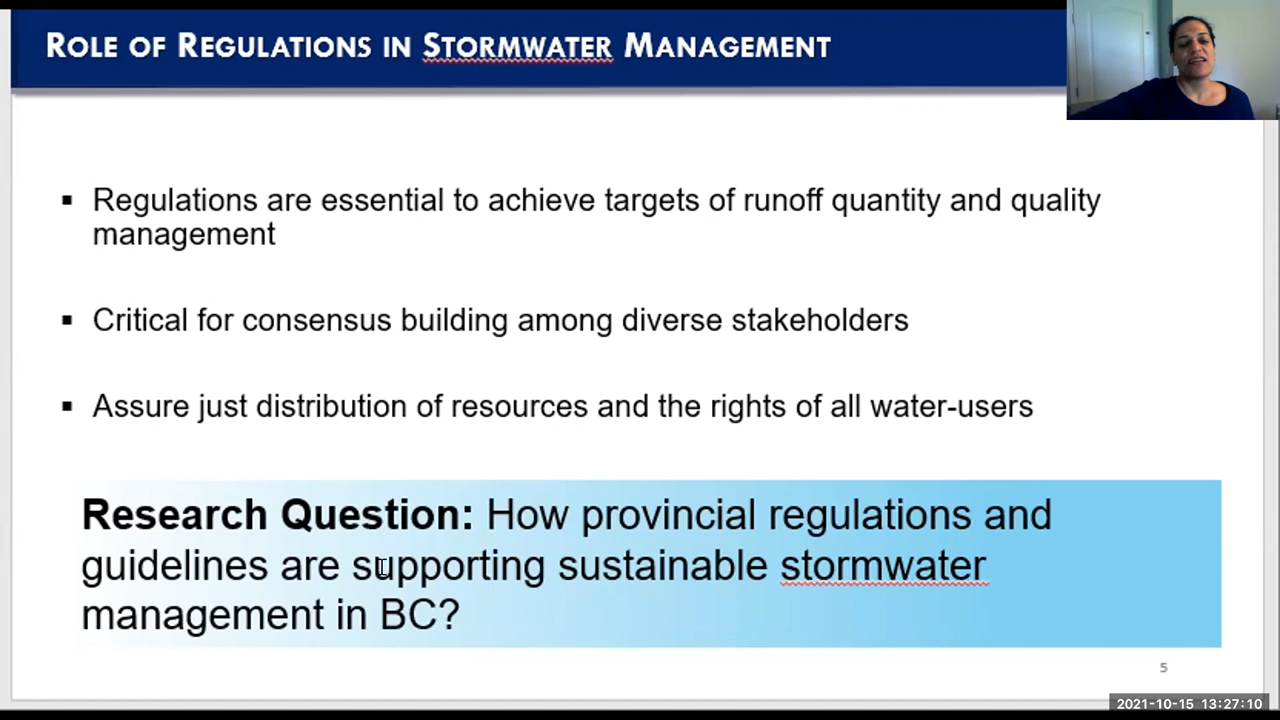 ROLE OF REGULATIONS IN STORMWATER MANAGEMENT
▪ Regulations are essential to achieve targets of runoff quantity and quality
management
▪ Critical for consensus building among diverse stakeholders
▪ Assure just distribution of resources and the rights of all water-users
Research Question: How provincial regulations and
guidelines are supporting sustainable stormwater
management in BC?
5
2021-10-15 13:27:10